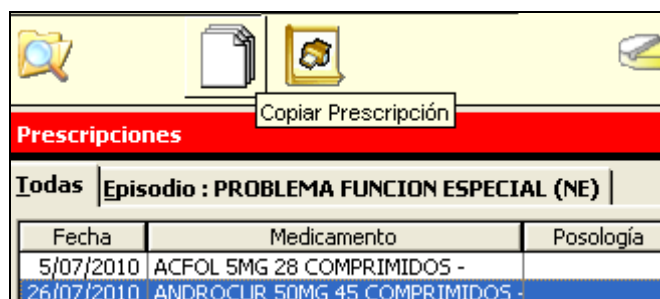 Copiar Prescripción
Prescripciones
Todas Episodio : PROBLEMA FUNCION ESPECIAL (NE)
Fecha Medicamento Posología
5/07/2010 ACFOL 5MG 28 COMPRIMIDOS -
26/07/2010 ANDROCUR 50MG 45 COMPRIMIDOS -